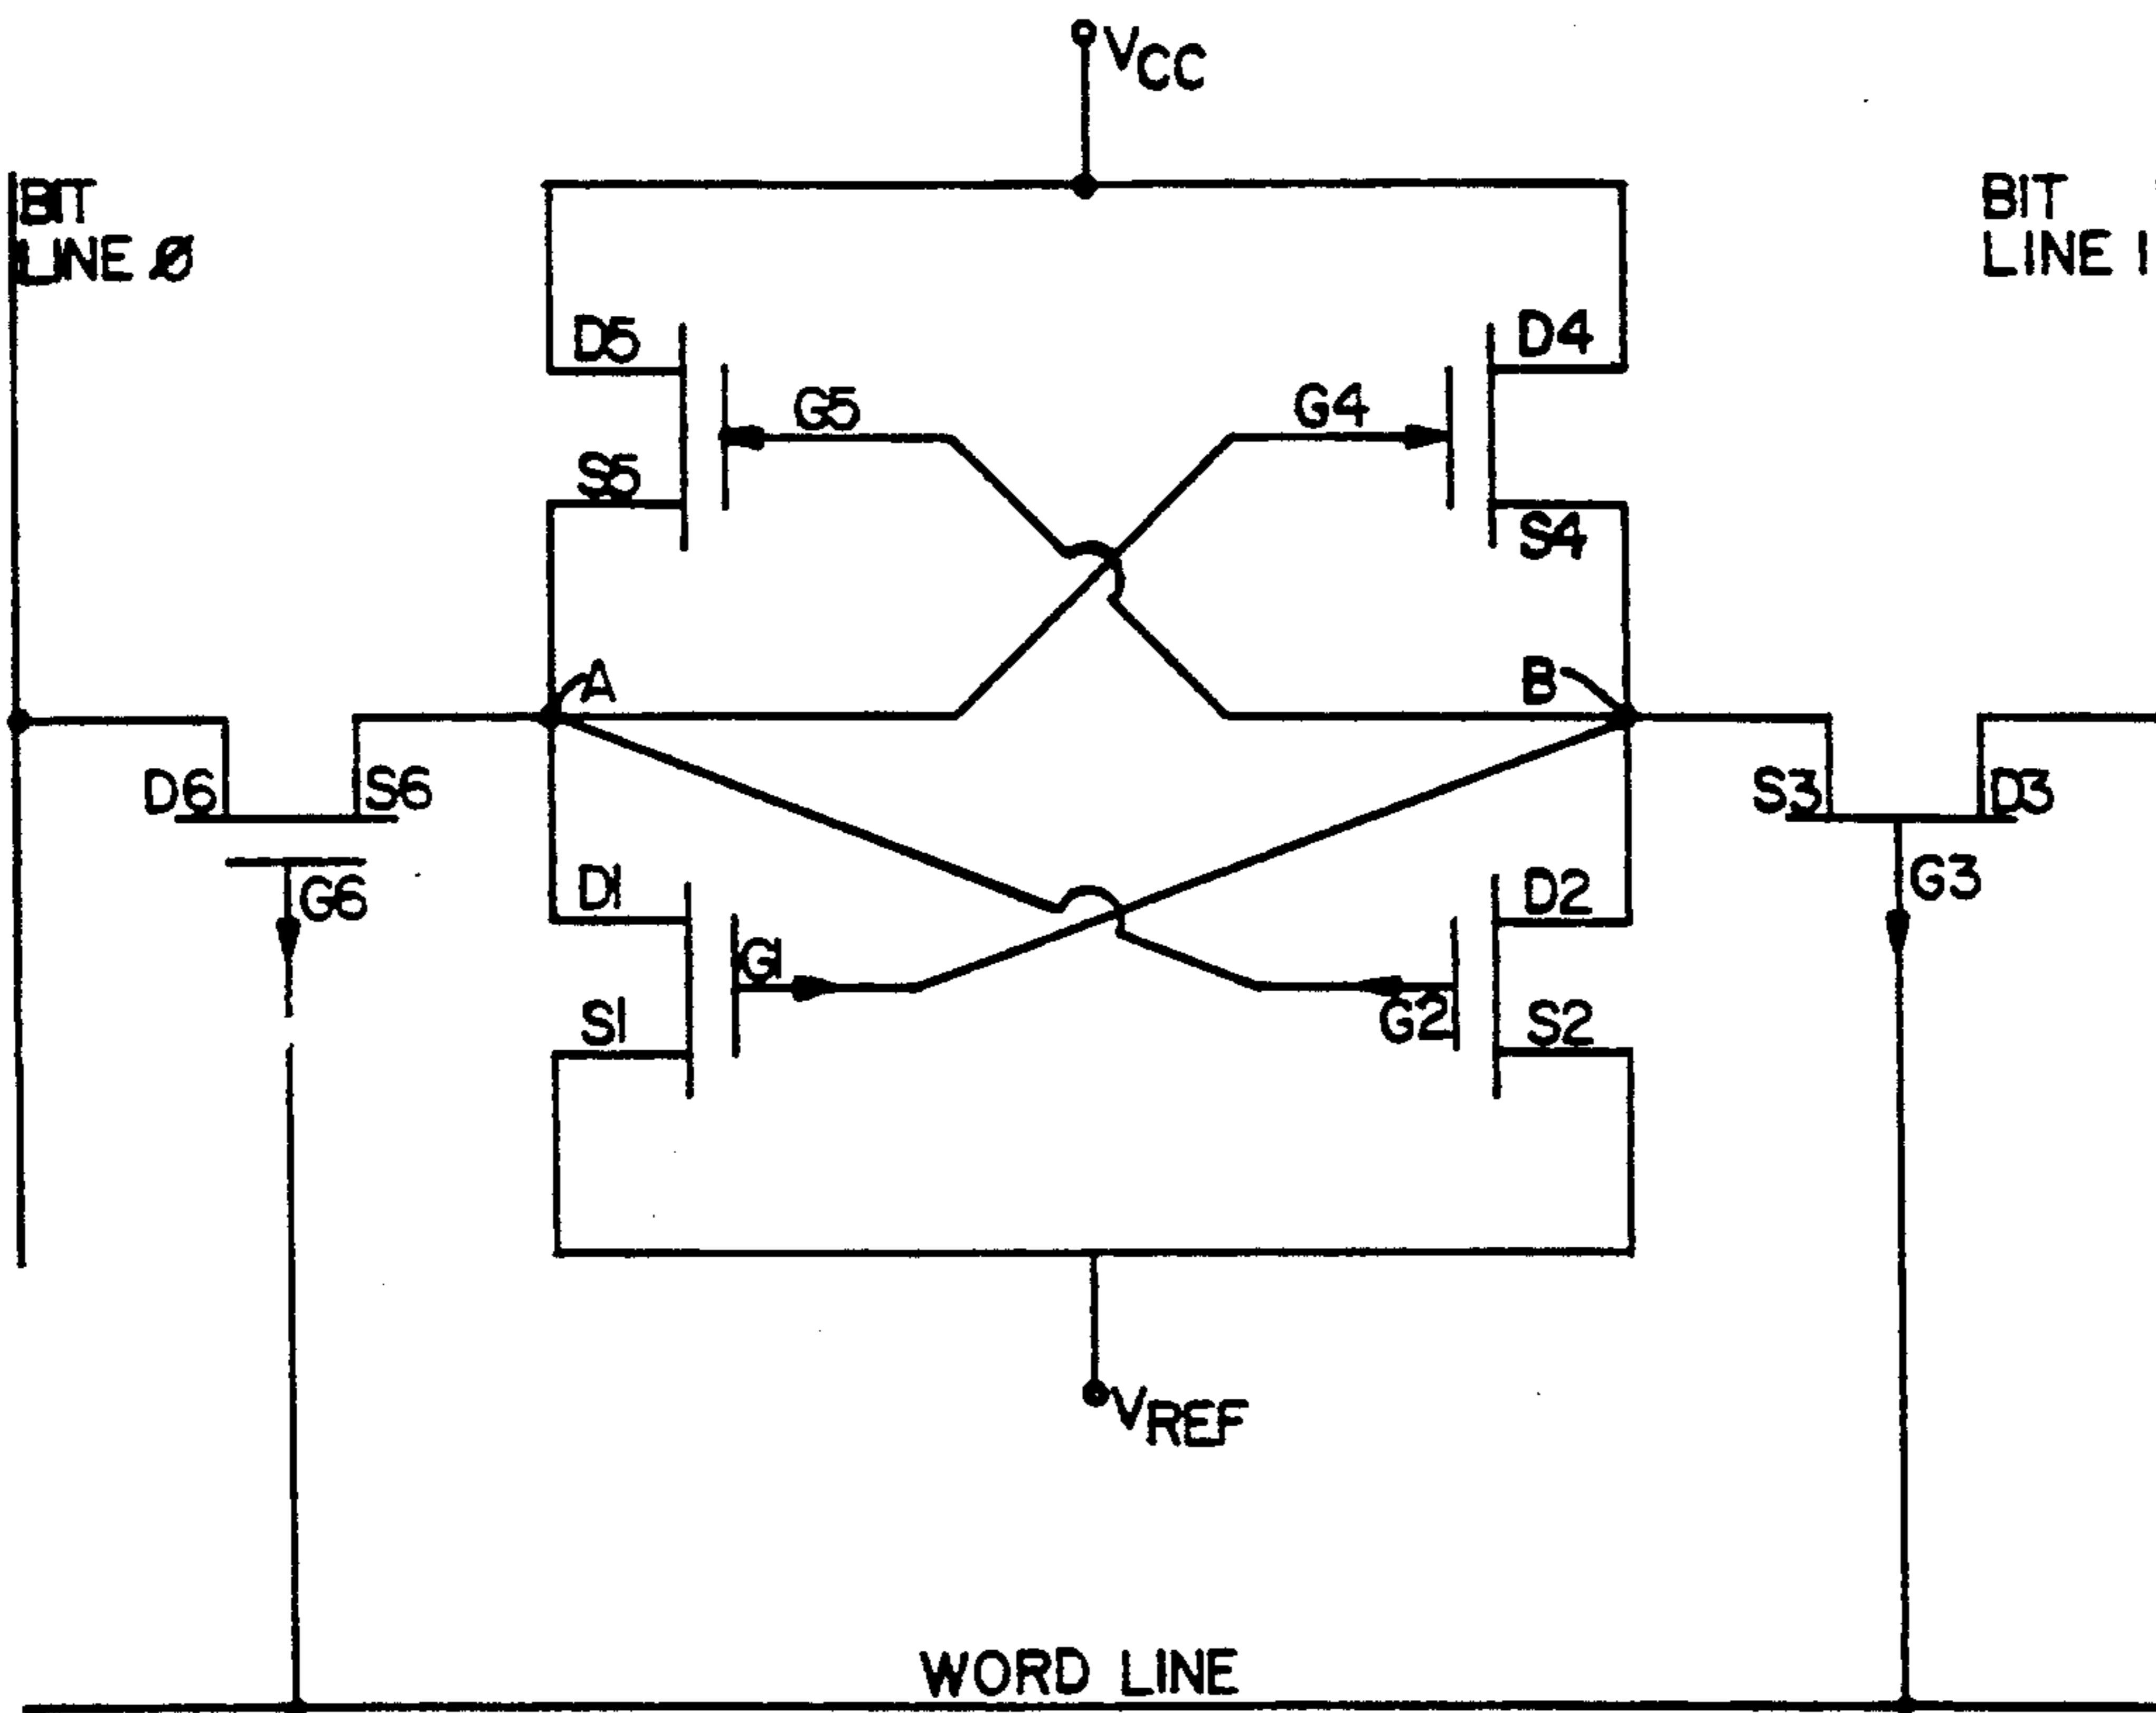 VCC
BIT
LINE Ø
BIT
LINE 1
D5
D4
G5
G4
S5
S4
A
B
D6
S6
S3
D3
G6
D1
D2
G3
G1
S1
G2
S2
VREF
WORD LINE